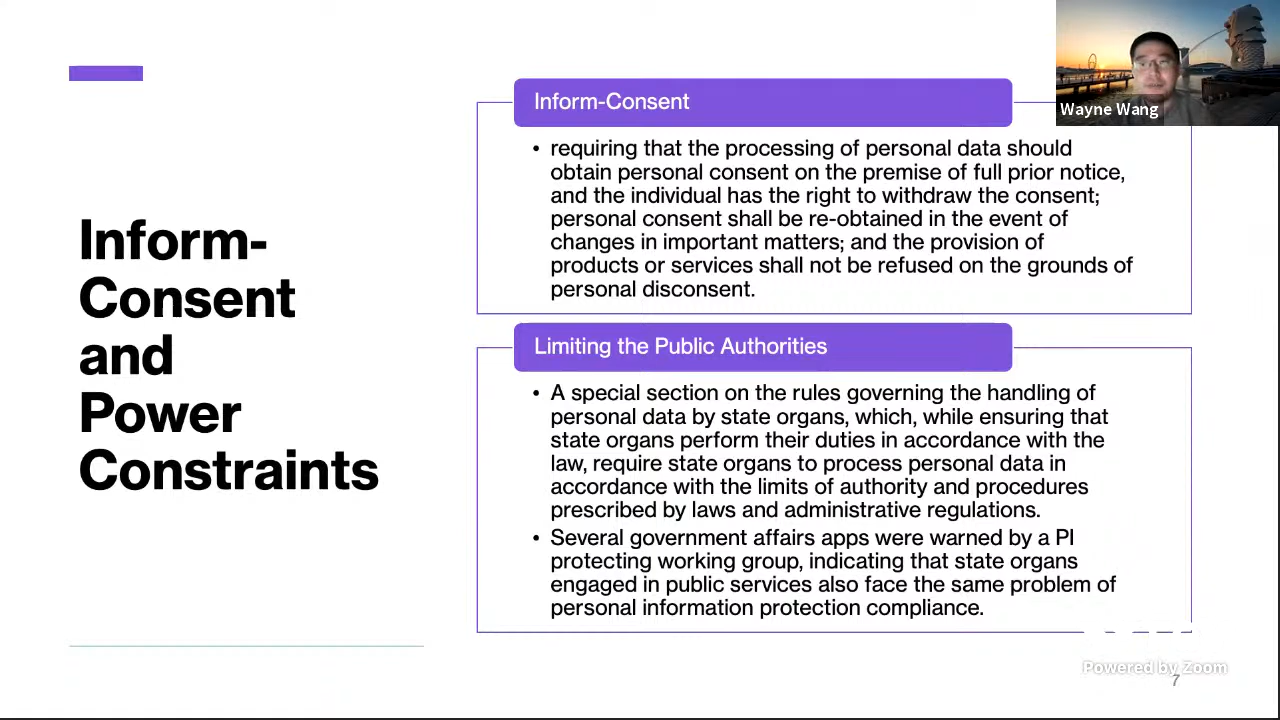 Inform-
Consent
and
Power
Constraints
Inform-Consent
• requiring that the processing of personal data should
obtain personal consent on the premise of full prior notice,
and the individual has the right to withdraw the consent;
personal consent shall be re-obtained in the event of
changes in important matters; and the provision of
products or services shall not be refused on the grounds of
personal disconsent.
Limiting the Public Authorities
• A special section on the rules governing the handling of
personal data by state organs, which, while ensuring that
state organs perform their duties in accordance with the
law, require state organs to process personal data in
accordance with the limits of authority and procedures
prescribed by laws and administrative regulations.
• Several government affairs apps were warned by a PI
protecting working group, indicating that state organs
engaged in public services also face the same problem of
personal information protection compliance.
Wayne Wang
Powered by Zoom
7